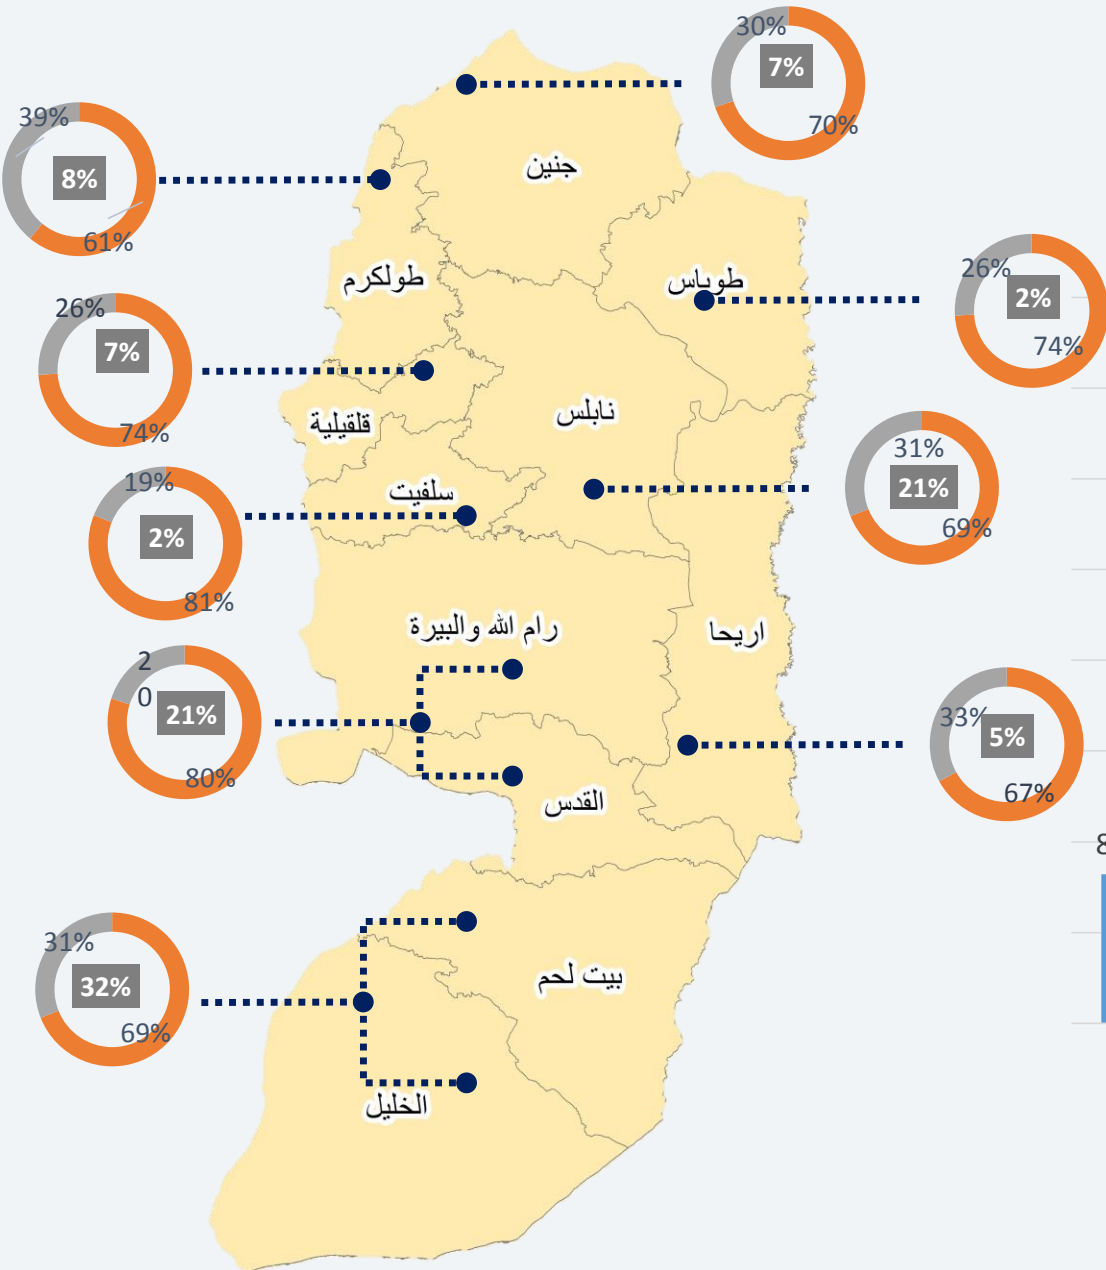 30%
7%
70%
39%
8%
61%
جنين
26%
2%
74%
طوباس
طولكرم
26%
7%
74%
نابلس
قلقيلية
31%
21%
69%
19%
2%
81%
سلفيت
رام الله والبيرة
اريحا
2
0
21%
80%
33%
5%
67%
القدس
8
31%
32%
69%
بيت لحم
الخليل